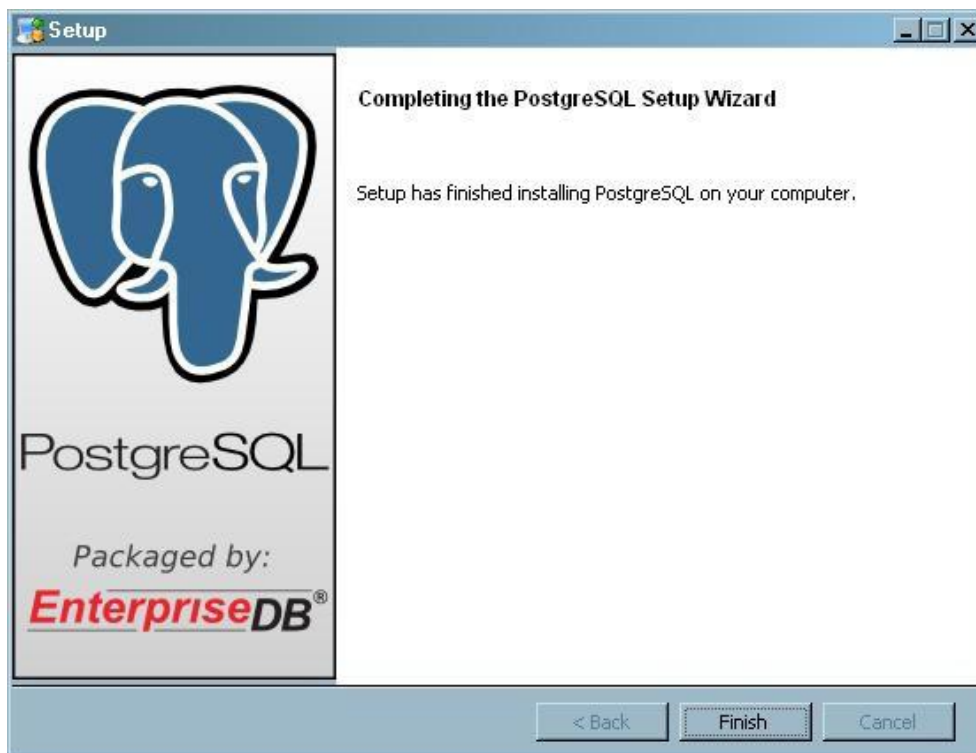 Setup
Completing the PostgreSQL Setup Wizard
Setup has finished installing PostgreSQL on your computer.
PostgreSQL
Packaged by:
EnterpriseDB®
< Back
Finish
Cancel